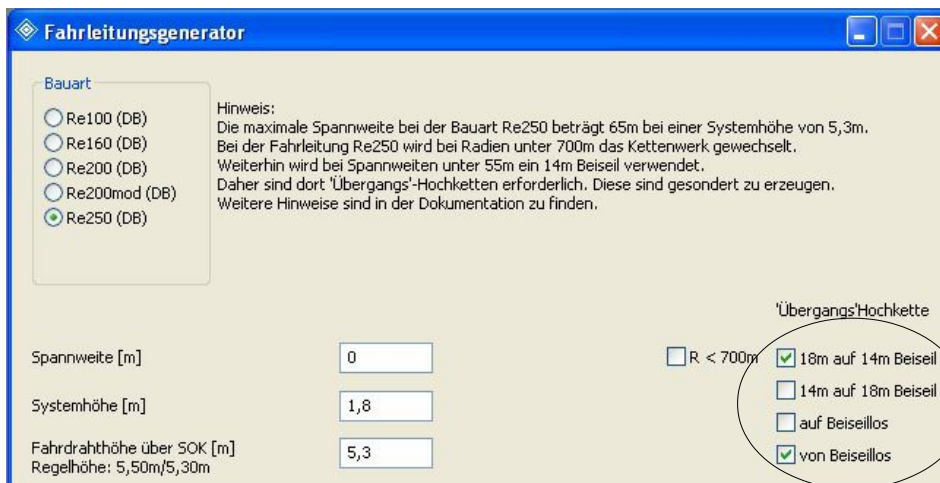 Fahrleitungsgenerator
Bauart
Re100 (DB)
Re160 (DB)
Re200 (DB)
Re200mod (DB)
Re250 (DB)
Hinweis:
Die maximale Spannweite bei der Bauart Re250 beträgt 65m bei einer Systemhöhe von 5,3m.
Bei der Fahrleitung Re250 wird bei Radien unter 700m das Kettenwerk gewechselt.
Weiterhin wird bei Spannweiten unter 55m ein 14m Beiseil verwendet.
Daher sind dort 'Übergangs'-Hochketten erforderlich. Diese sind gesondert zu erzeugen.
Weitere Hinweise sind in der Dokumentation zu finden.
'Übergangs'Hochkette
Spannweite [m] 0 R < 700m 18m auf 14m Beiseil
14m auf 18m Beiseil
Systemhöhe [m] 1,8
auf Beiseillos
Fahrdrahthöhe über SOK [m] 5,3 von Beiseillos
Regelhöhe: 5,50m/5,30m